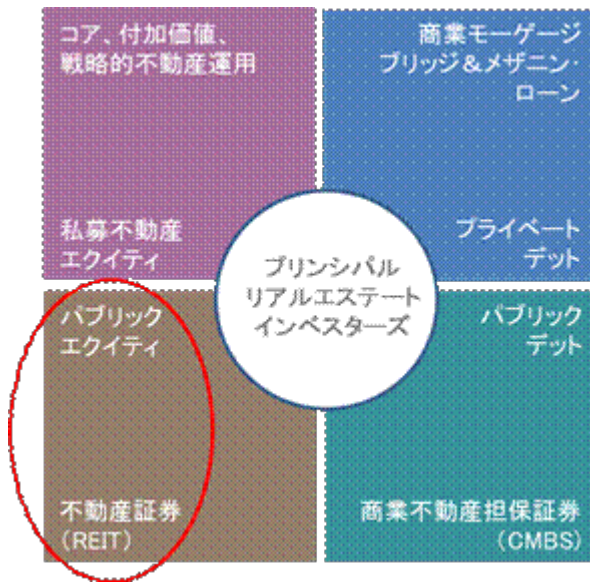 コア、付加価値、
戦略的不動産運用
商業モーゲージ
ブリッジ＆メザニン・
ローン
私募不動産
エクイティ
プライベート
デット
プリンシパル
リアルエステート
インベスターズ
パブリック
エクイティ
パブリック
デット
不動産証券
(REIT)
商業不動産担保証券
(CMBS)